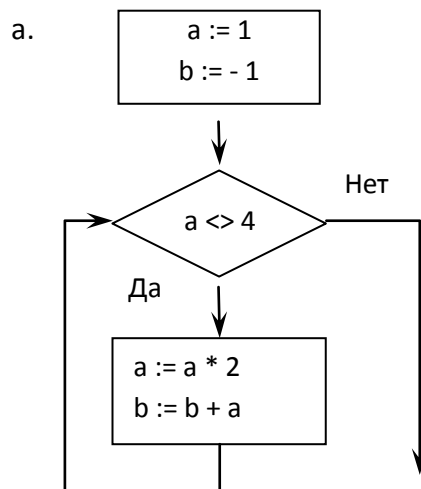 а.
a := 1
b := - 1
Нет
a <> 4
Да
a := a * 2
b := b + a